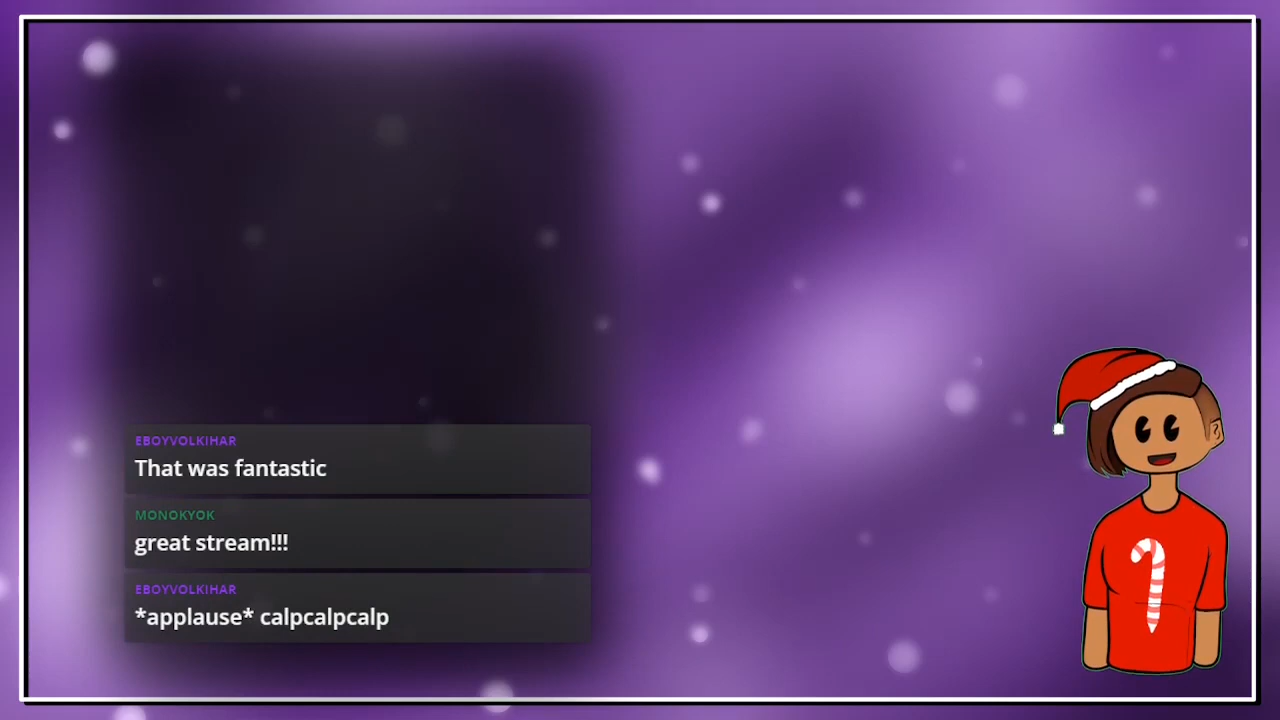 EBOYVOLKIHAR
That was fantastic
MONOKYOK
great stream!!!
EBOYVOLKIHAR
*applause* calpcalpcalp